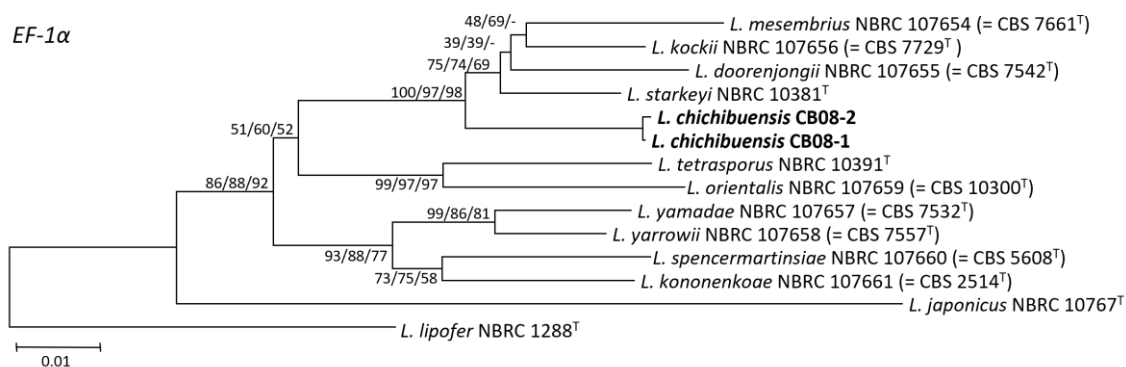 EF-1α
48/69/-
L. mesembrius NBRC 107654 (= CBS 7661ᵀ)
39/39/-
L. kockii NBRC 107656 (= CBS 7729ᵀ )
75/74/69
L. doorenjongii NBRC 107655 (= CBS 7542ᵀ)
100/97/98
L. starkeyi NBRC 10381ᵀ
L. chichibuensis CB08-2
51/60/52
L. chichibuensis CB08-1
L. tetrasporus NBRC 10391ᵀ
86/88/92
99/97/97
L. orientalis NBRC 107659 (= CBS 10300ᵀ)
99/86/81
L. yamadae NBRC 107657 (= CBS 7532ᵀ)
L. yarrowii NBRC 107658 (= CBS 7557ᵀ)
93/88/77
L. spencermartinsiae NBRC 107660 (= CBS 5608ᵀ)
73/75/58
L. kononenkoae NBRC 107661 (= CBS 2514ᵀ)
L. japonicus NBRC 10767ᵀ
L. lipofer NBRC 1288ᵀ
0.01